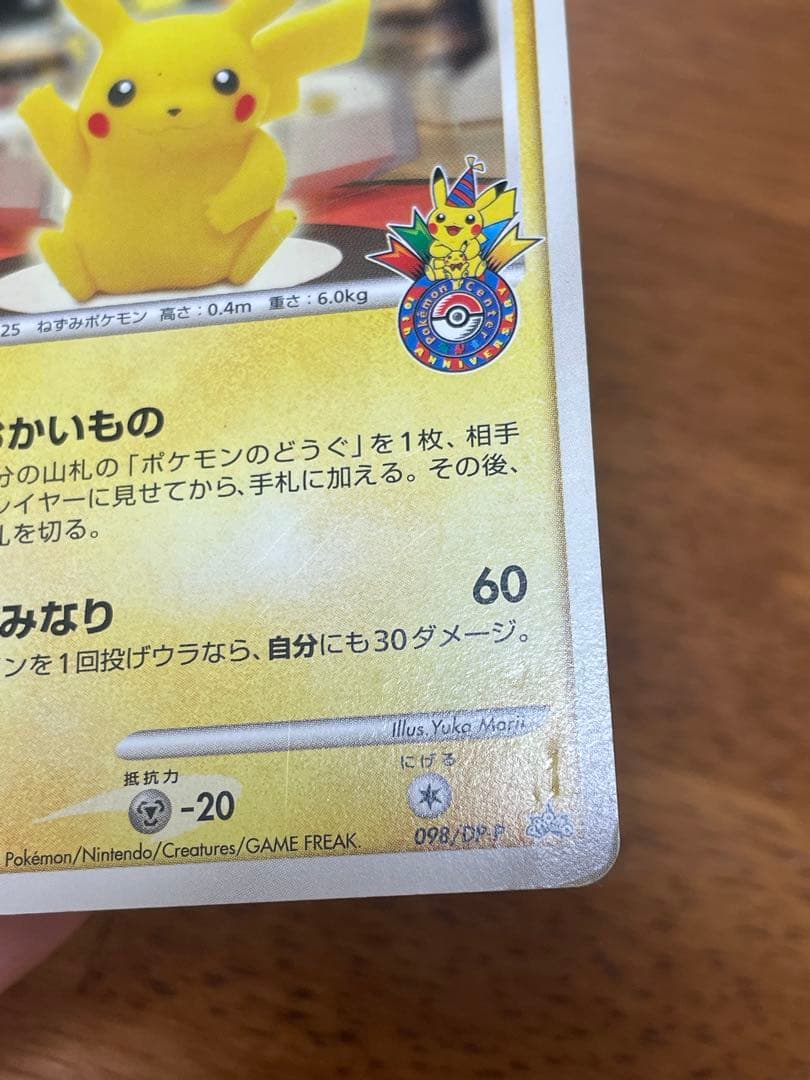 25 ねずみポケモン 高さ:0.4m 重さ:6.0kg
Pokémon Center
10TH ANNIVERSARY
おかいもの
分の山札の「ポケモンのどうぐ」を1枚、相手
レイヤーに見せてから、手札に加える。その後、
札を切る。
みなり 60
ンを1回投げウラなら、自分にも30ダメージ。
Illus. Yuka Morii
抵抗力
-20
にげる
Pokémon/Nintendo/Creatures/GAME FREAK.
098/DP-P